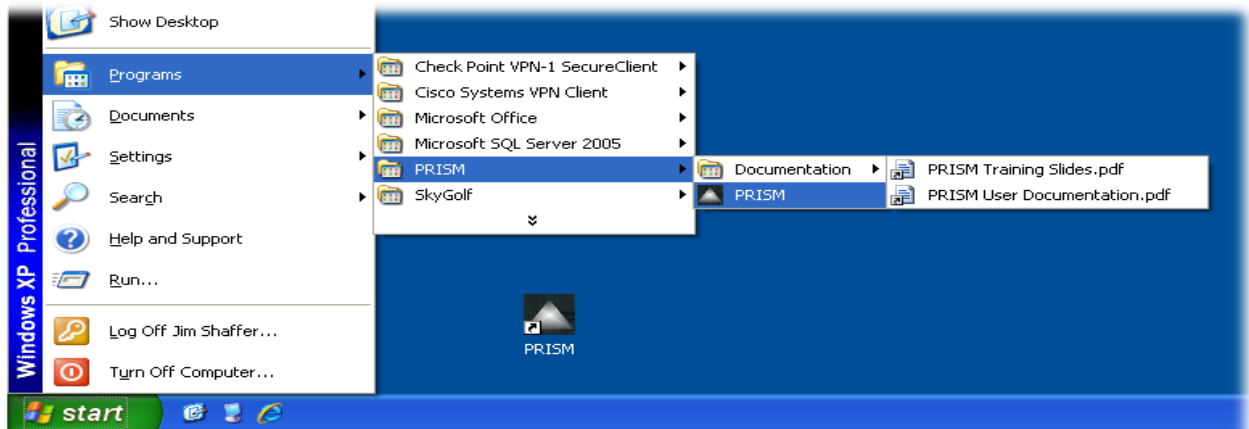 Show Desktop
Programs
Documents
Settings
Search
Help and Support
Run...
Log Off Jim Shaffer...
Turn Off Computer...
Windows XP Professional
start
Check Point VPN-1 SecureClient
Cisco Systems VPN Client
Microsoft Office
Microsoft SQL Server 2005
PRISM
SkyGolf
Documentation
PRISM
PRISM Training Slides.pdf
PRISM User Documentation.pdf
PRISM